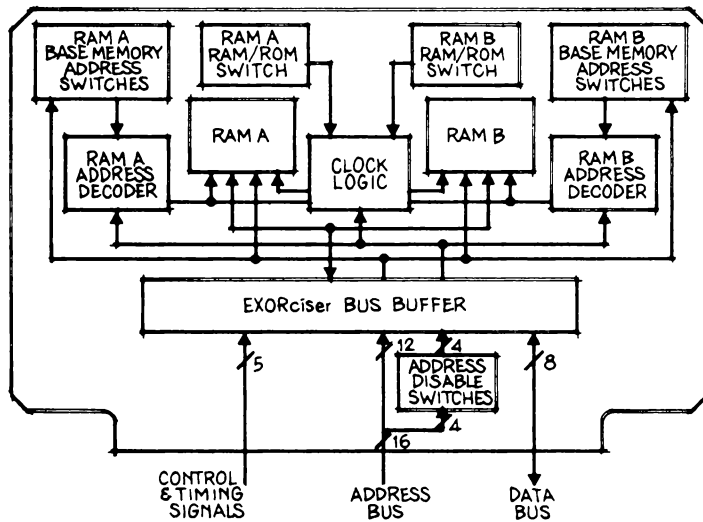 RAM A
BASE MEMORY
ADDRESS
SWITCHES
RAM A
RAM/ROM
SWITCH
RAM B
RAM/ROM
SWITCH
RAM B
BASE MEMORY
ADDRESS
SWITCHES
RAM A
ADDRESS
DECODER
RAM A
CLOCK
LOGIC
RAM B
RAM B
ADDRESS
DECODER
EXORciser BUS BUFFER
5
12
4
8
ADDRESS
DISABLE
SWITCHES
4
16
CONTROL
& TIMING
SIGNALS
ADDRESS
BUS
DATA
BUS